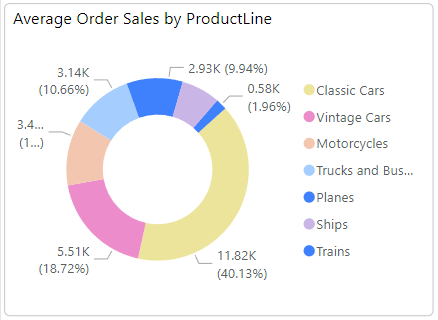 Average Order Sales by ProductLine
3.14K
(10.66%)
2.93K (9.94%)
0.58K
(1.96%)
3.4...
(1...)
5.51K
(18.72%)
11.82K
(40.13%)
Classic Cars
Vintage Cars
Motorcycles
Trucks and Bus...
Planes
Ships
Trains